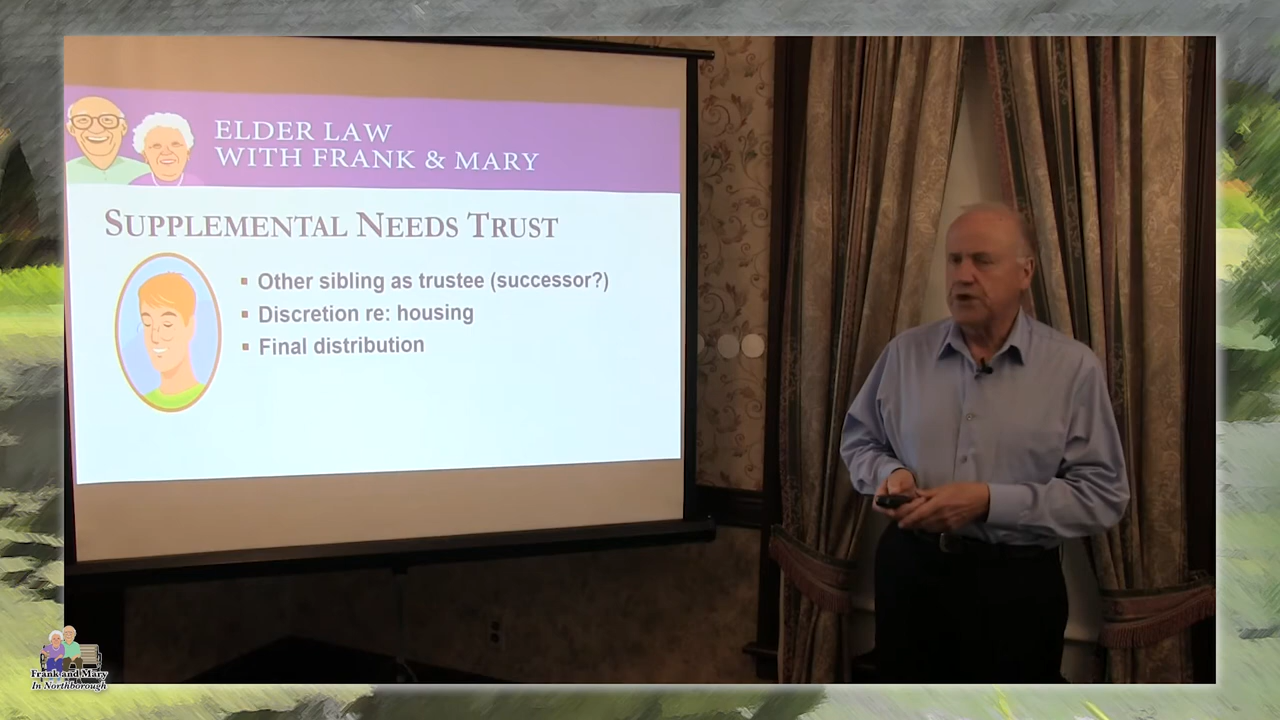 ELDER LAW
WITH FRANK & MARY
SUPPLEMENTAL NEEDS TRUST
▪ Other sibling as trustee (successor?)
▪ Discretion re: housing
▪ Final distribution
Frank and Mary
In Northborough